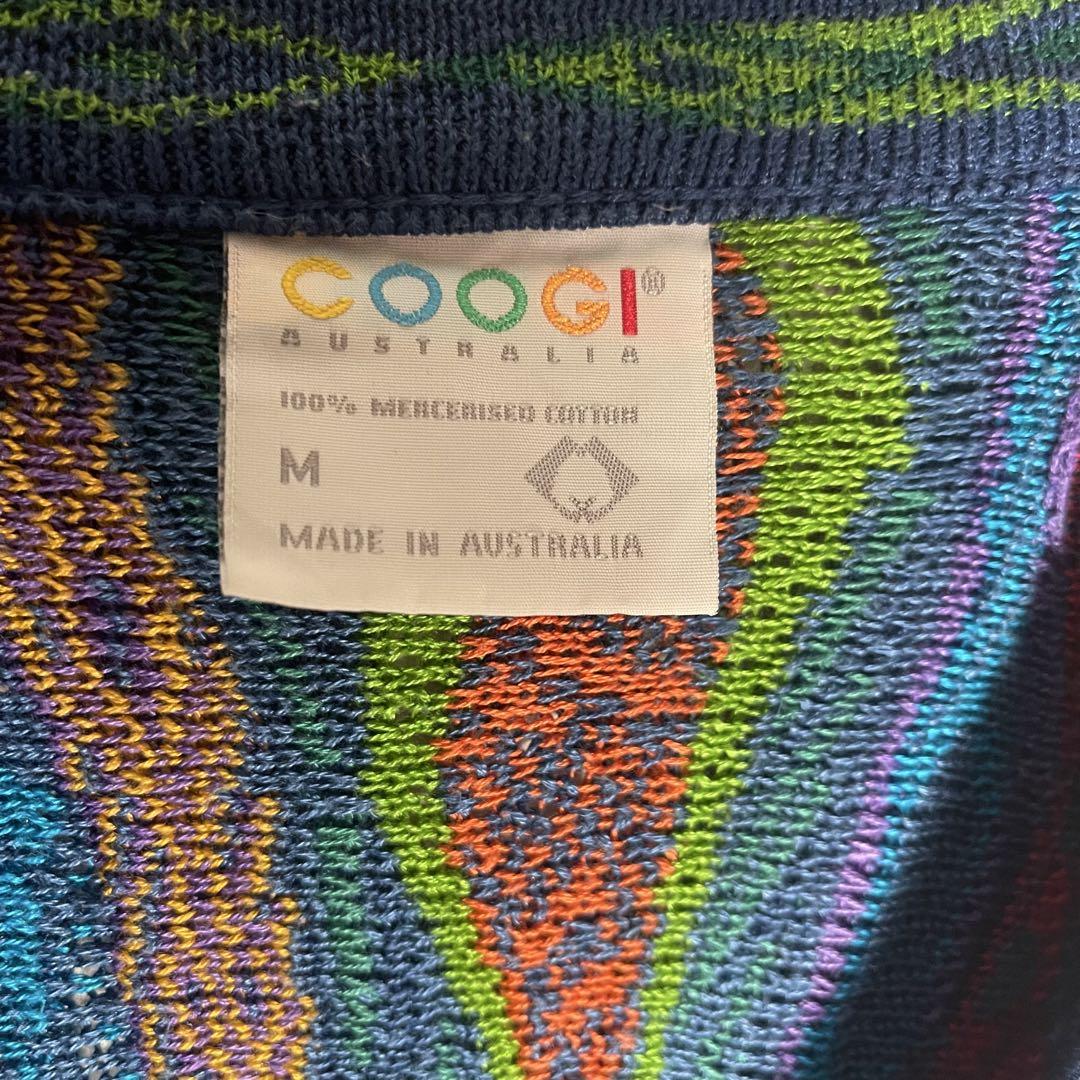 COOGI®
AUSTRALIA
100% MERCERISED COTTON
M
MADE IN AUSTRALIA